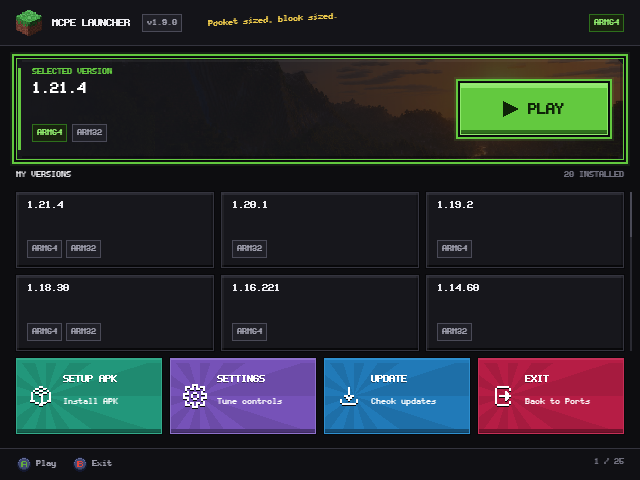 MCPE LAUNCHER
v1.9.0
Pocket sized, block sized.
ARM64
SELECTED VERSION
1.21.4
ARM64 ARM32
PLAY
MY VERSIONS
20 INSTALLED
1.21.4
ARM64 ARM32
1.20.1
ARM32
1.19.2
ARM64
1.18.30
ARM64 ARM32
1.16.221
ARM64
1.14.60
ARM32
SETUP APK
Install APK
SETTINGS
Tune controls
UPDATE
Check updates
EXIT
Back to Ports
A Play
B Exit
1 / 25